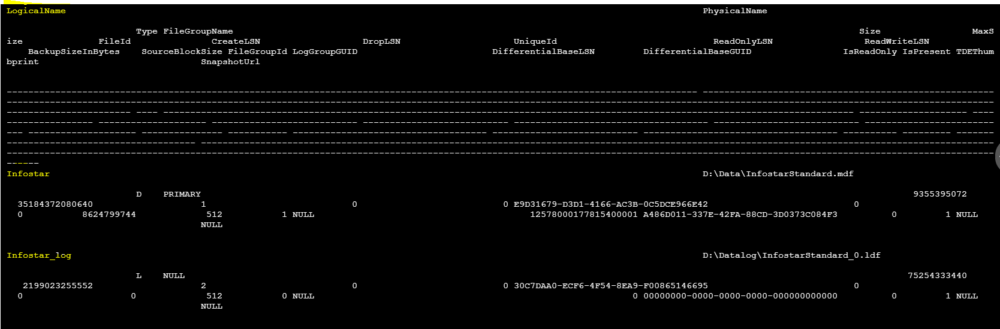 LogicalName PhysicalName
Type FileGroupName Size MaxS
ize FileId CreateLSN DropLSN UniqueId ReadOnlyLSN ReadWriteLSN
BackupSizeInBytes SourceBlockSize FileGroupId LogGroupGUID DifferentialBaseLSN DifferentialBaseGUID IsReadOnly IsPresent TDEThum
bprint SnapshotUrl
Infostar D:\Data\InfostarStandard.mdf
D PRIMARY 9355395072
35184372080640 1 0 0 E9D31679-D3D1-4166-AC3B-0C5DCE966E42 0
0 8624799744 512 1 NULL 12578000177815400001 A486D011-337E-42FA-88CD-3D0373C084F3 0 1 NULL
NULL
Infostar_log D:\Datalog\InfostarStandard_0.ldf
L NULL 75254333440
2199023255552 2 0 0 30C7DAA0-ECF6-4F54-8EA9-F00865146695 0
0 0 512 0 NULL 0 00000000-0000-0000-0000-000000000000 0 1 NULL
NULL